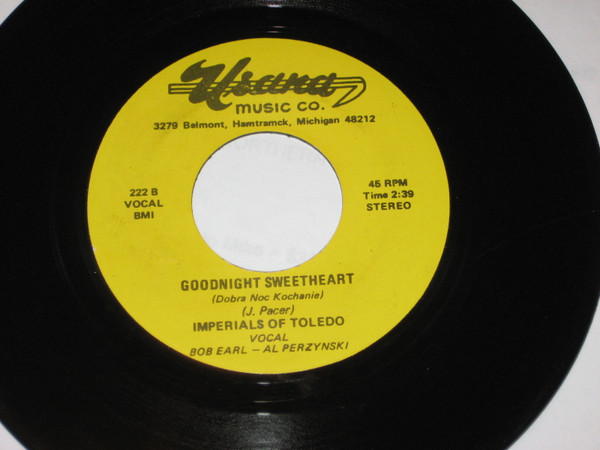 Urana
MUSIC CO.
3279 Belmont, Hamtramck, Michigan 48212
222 B
VOCAL
BMI
45 RPM
Time 2:39
STEREO
GOODNIGHT SWEETHEART
(Dobra Noc Kochanie)
(J. Pacer)
IMPERIALS OF TOLEDO
VOCAL
BOB EARL – AL PERZYNSKI